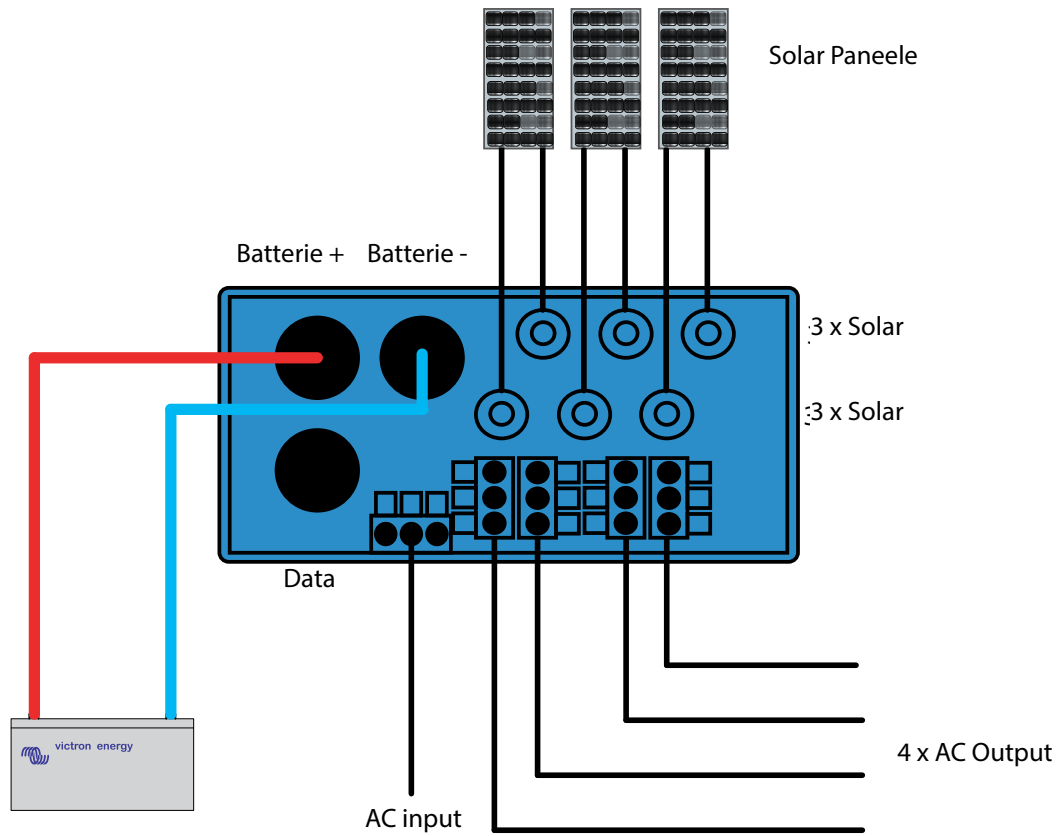 Solar Paneele
Batterie + Batterie -
3 x Solar
3 x Solar
Data
victron energy
4 x AC Output
AC input